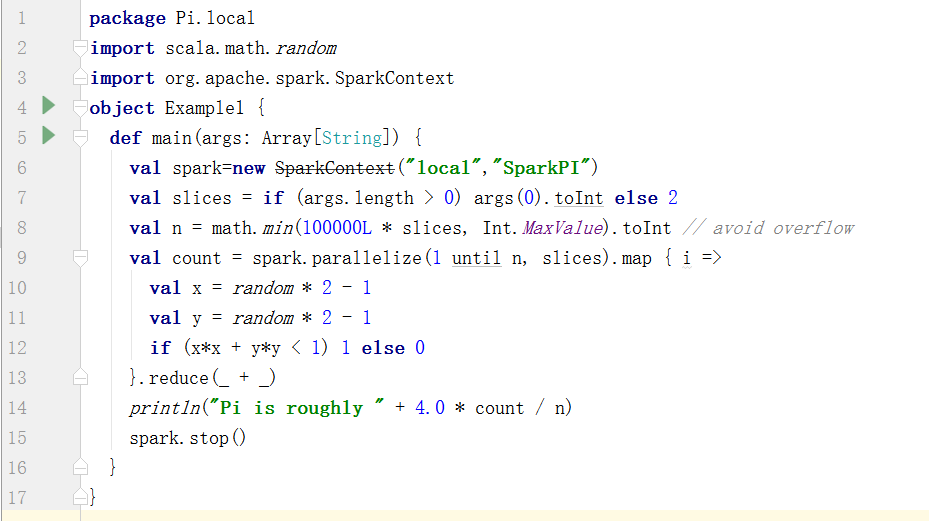 1 package Pi.local
2 import scala.math.random
3 import org.apache.spark.SparkContext
4 object Example1 {
5 def main(args: Array[String]) {
6 val spark=new SparkContext("local","SparkPI")
7 val slices = if (args.length > 0) args(0).toInt else 2
8 val n = math.min(100000L * slices, Int.MaxValue).toInt // avoid overflow
9 val count = spark.parallelize(1 until n, slices).map { i =>
10 val x = random * 2 - 1
11 val y = random * 2 - 1
12 if (x*x + y*y < 1) 1 else 0
13 }.reduce(_ + _)
14 println("Pi is roughly " + 4.0 * count / n)
15 spark.stop()
16 }
17 }